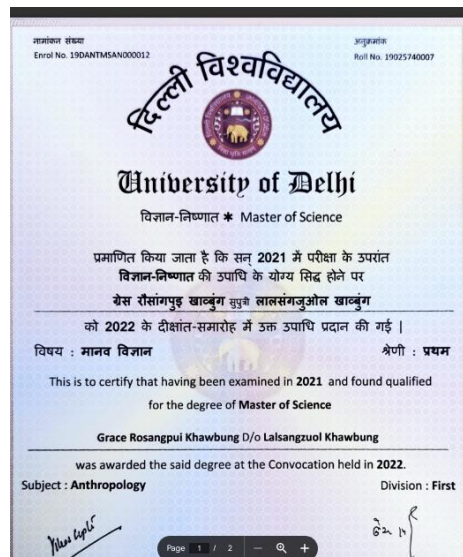 नामांकन संख्या
Enrol No. 19DANTMSAN000012
अनुक्रमांक
Roll No. 19025740007
दिल्ली विश्वविद्यालय
University of Delhi
विज्ञान-निष्णात ✱ Master of Science
प्रमाणित किया जाता है कि सन् 2021 में परीक्षा के उपरांत
विज्ञान-निष्णात की उपाधि के योग्य सिद्ध होने पर
ग्रेस रौसांगपुइ खाव्बुंग सुपुत्री लालसंगजुओल खाव्बुंग
को 2022 के दीक्षांत-समारोह में उक्त उपाधि प्रदान की गई |
विषय : मानव विज्ञान श्रेणी : प्रथम
This is to certify that having been examined in 2021 and found qualified
for the degree of Master of Science
Grace Rosangpui Khawbung D/o Lalsangzuol Khawbung
was awarded the said degree at the Convocation held in 2022.
Subject : Anthropology Division : First
Page 1 / 2 — +